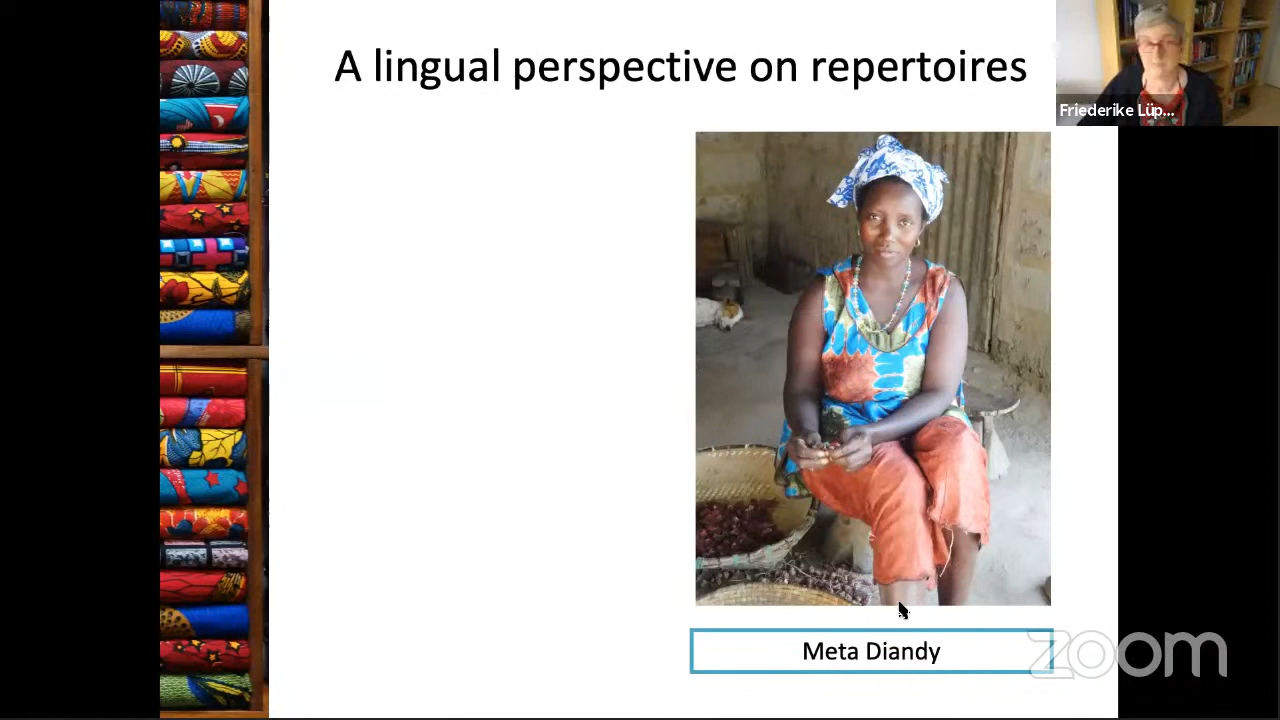 A lingual perspective on repertoires
Friederike Lüp...
Meta Diandy
zoom